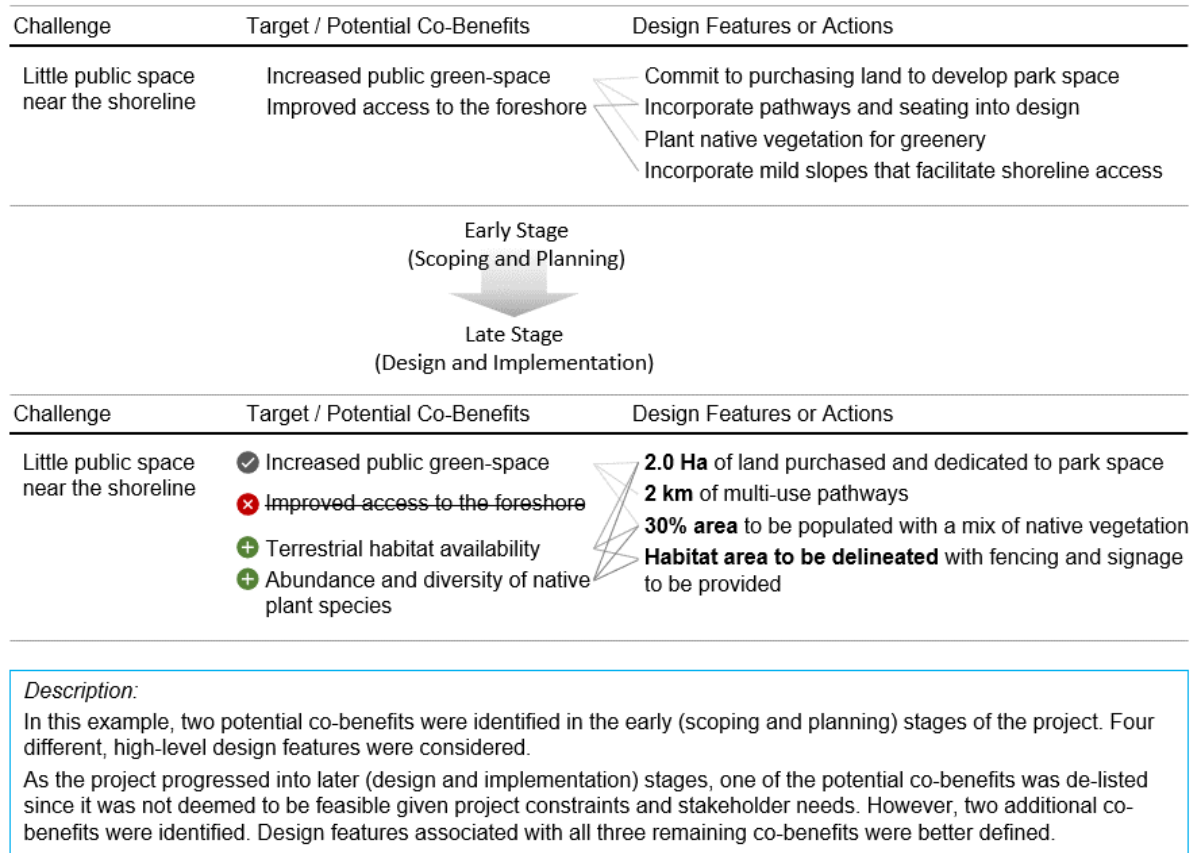 Challenge Target / Potential Co-Benefits Design Features or Actions
Little public space Increased public green-space Commit to purchasing land to develop park space
near the shoreline Improved access to the foreshore Incorporate pathways and seating into design
Plant native vegetation for greenery
Incorporate mild slopes that facilitate shoreline access
Early Stage
(Scoping and Planning)
Late Stage
(Design and Implementation)
Challenge Target / Potential Co-Benefits Design Features or Actions
Little public space Increased public green-space 2.0 Ha of land purchased and dedicated to park space
near the shoreline Improved access to the foreshore 2 km of multi-use pathways
30% area to be populated with a mix of native vegetation
Terrestrial habitat availability Habitat area to be delineated with fencing and signage
Abundance and diversity of native to be provided
plant species
Description:
In this example, two potential co-benefits were identified in the early (scoping and planning) stages of the project. Four
different, high-level design features were considered.
As the project progressed into later (design and implementation) stages, one of the potential co-benefits was de-listed
since it was not deemed to be feasible given project constraints and stakeholder needs. However, two additional co-
benefits were identified. Design features associated with all three remaining co-benefits were better defined.